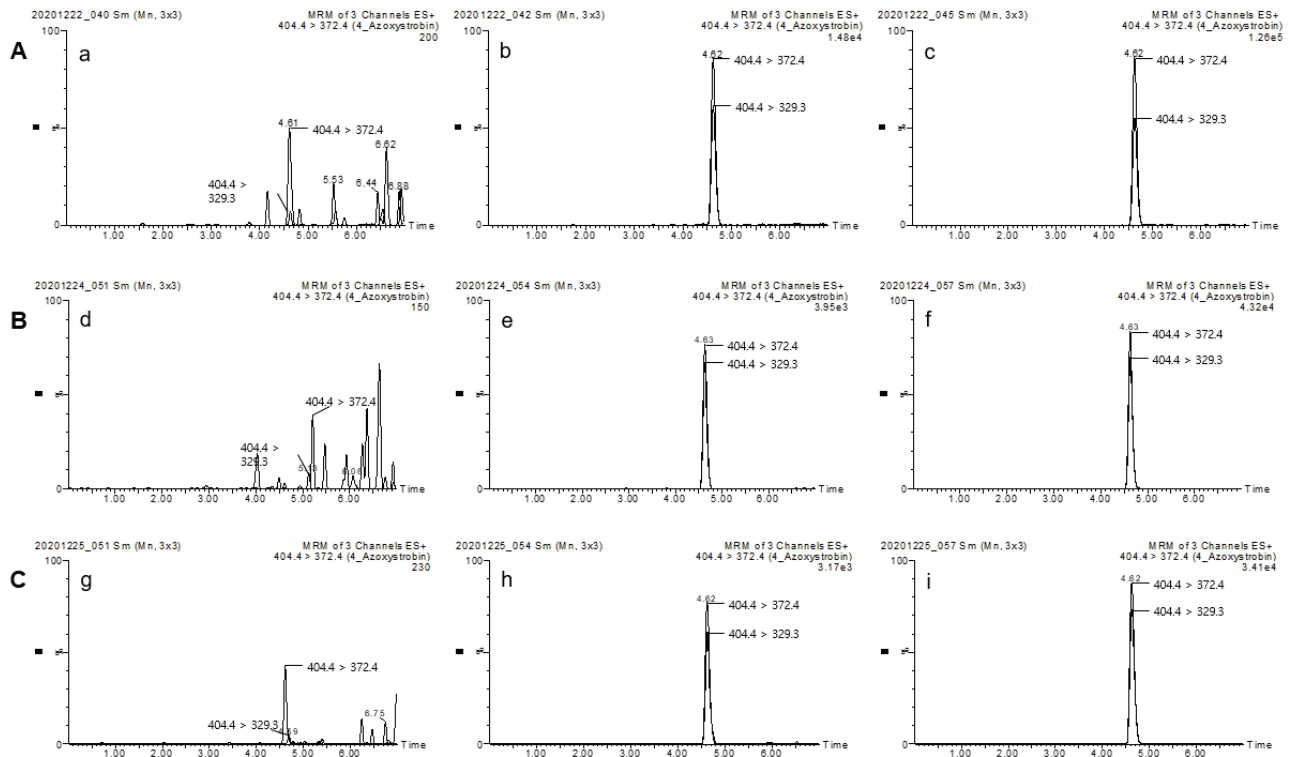 A
20201222_040 Sm (Mn, 3x3)
MRM of 3 Channels ES+
404.4 > 372.4 (4_Azoxystrobin)
200
100
a
4.61
404.4 > 372.4
404.4 >
329.3
5.53
6.44
6.62
6.88
%
0
1.00 2.00 3.00 4.00 5.00 6.00
Time
20201222_042 Sm (Mn, 3x3)
MRM of 3 Channels ES+
404.4 > 372.4 (4_Azoxystrobin)
1.48e4
100
b
4.62
404.4 > 372.4
404.4 > 329.3
%
0
1.00 2.00 3.00 4.00 5.00 6.00
Time
20201222_045 Sm (Mn, 3x3)
MRM of 3 Channels ES+
404.4 > 372.4 (4_Azoxystrobin)
1.26e5
100
c
4.62
404.4 > 372.4
404.4 > 329.3
%
0
1.00 2.00 3.00 4.00 5.00 6.00
Time
B
20201224_051 Sm (Mn, 3x3)
MRM of 3 Channels ES+
404.4 > 372.4 (4_Azoxystrobin)
150
100
d
404.4 > 372.4
404.4 >
329.3
5.13
6.08
%
0
1.00 2.00 3.00 4.00 5.00 6.00
Time
20201224_054 Sm (Mn, 3x3)
MRM of 3 Channels ES+
404.4 > 372.4 (4_Azoxystrobin)
3.95e3
100
e
4.63
404.4 > 372.4
404.4 > 329.3
%
0
1.00 2.00 3.00 4.00 5.00 6.00
Time
20201224_057 Sm (Mn, 3x3)
MRM of 3 Channels ES+
404.4 > 372.4 (4_Azoxystrobin)
4.32e4
100
f
4.63
404.4 > 372.4
404.4 > 329.3
%
0
1.00 2.00 3.00 4.00 5.00 6.00
Time
C
20201225_051 Sm (Mn, 3x3)
MRM of 3 Channels ES+
404.4 > 372.4 (4_Azoxystrobin)
230
100
g
404.4 > 372.4
404.4 > 329.3
6.75
%
0
1.00 2.00 3.00 4.00 5.00 6.00
Time
20201225_054 Sm (Mn, 3x3)
MRM of 3 Channels ES+
404.4 > 372.4 (4_Azoxystrobin)
3.17e3
100
h
4.62
404.4 > 372.4
404.4 > 329.3
%
0
1.00 2.00 3.00 4.00 5.00 6.00
Time
20201225_057 Sm (Mn, 3x3)
MRM of 3 Channels ES+
404.4 > 372.4 (4_Azoxystrobin)
3.41e4
100
i
4.62
404.4 > 372.4
404.4 > 329.3
%
0
1.00 2.00 3.00 4.00 5.00 6.00
Time